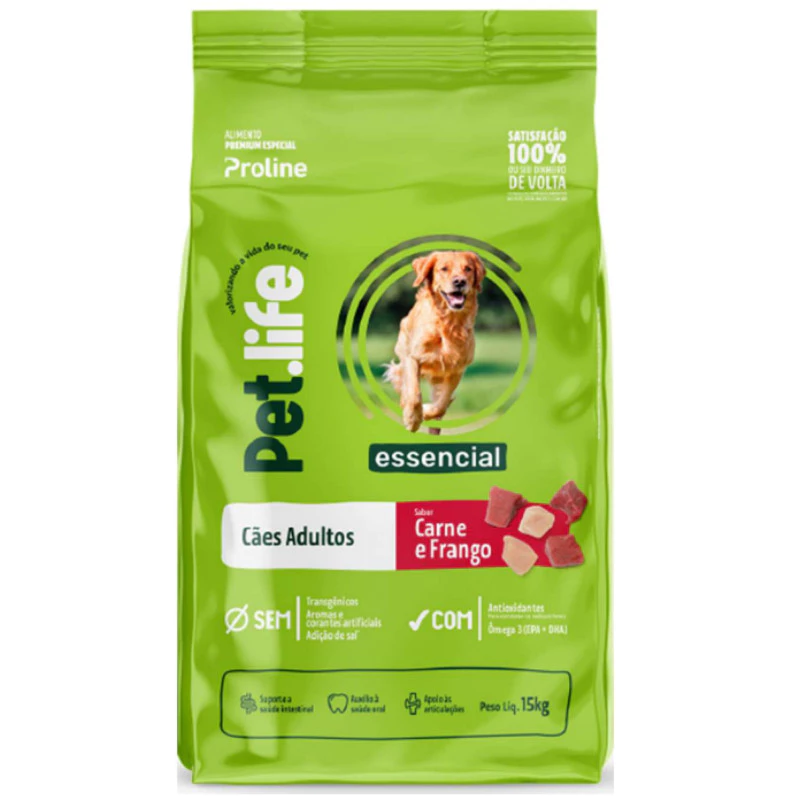 ALIMENTO
PREMIUM ESPECIAL
Proline
SATISFAÇÃO
100%
OU SEU DINHEIRO
DE VOLTA
valorizando a vida do seu pet
Pet.life
essencial
Cães Adultos
Sabor
Carne
e Frango
SEM
Transgênicos
Aromas e
corantes artificiais
Adição de sal
COM
Antioxidantes
Ômega 3 (EPA + DHA)
Suporte a
saúde intestinal
Auxílio à
saúde oral
Apoio às
articulações
Peso Líq. 15kg